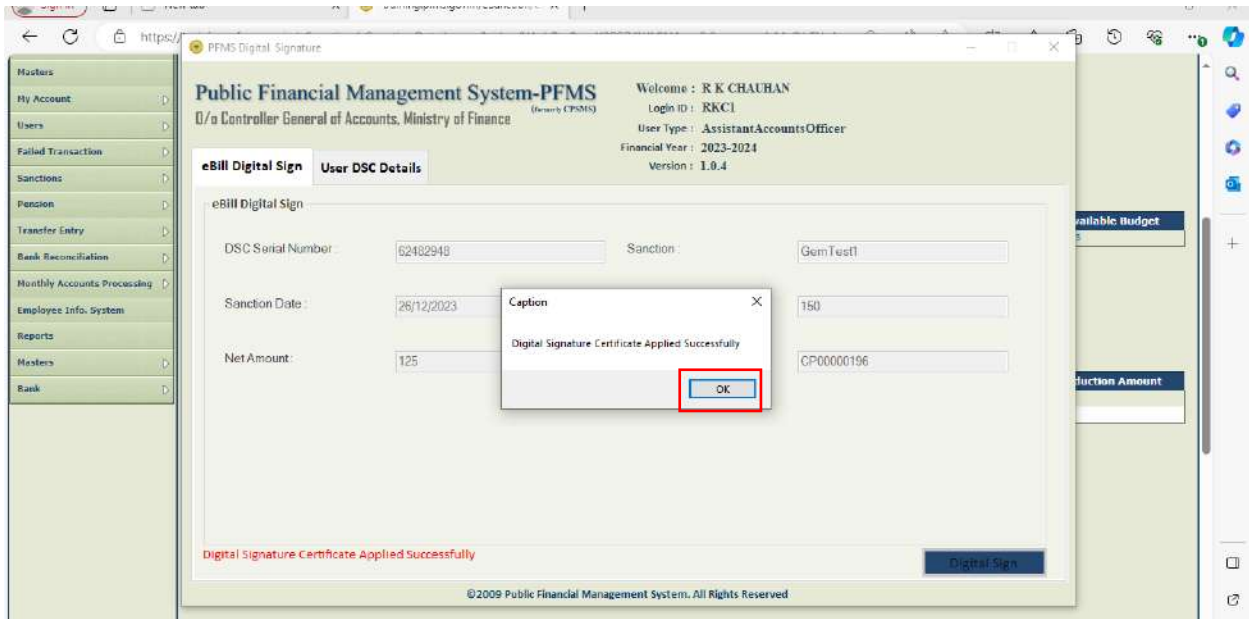 https:/
PFMS Digital Signature
Masters
My Account
Users
Failed Transaction
Sanctions
Pension
Transfer Entry
Bank Reconciliation
Monthly Accounts Processing
Employee Info. System
Reports
Masters
Bank
Public Financial Management System-PFMS
(formerly CPSMS)
O/o Controller General of Accounts, Ministry of Finance
Welcome : R K CHAUHAN
Login ID : RKC1
User Type : AssistantAccountsOfficer
Financial Year : 2023-2024
Version : 1.0.4
eBill Digital Sign User DSC Details
eBill Digital Sign
DSC Serial Number : 62482948 Sanction : GemTest1
Sanction Date : 26/12/2023 150
Net Amount : 125 CP00000196
Caption
Digital Signature Certificate Applied Successfully
OK
Digital Signature Certificate Applied Successfully
Digital Sign
©2009 Public Financial Management System. All Rights Reserved
Budget
Amount